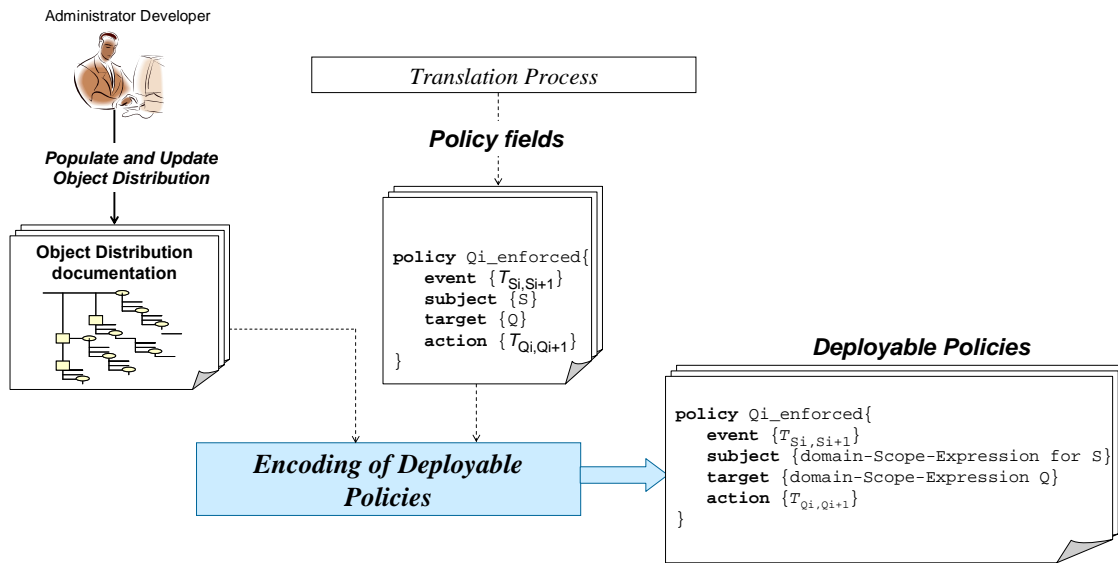 Administrator Developer
Translation Process
Policy fields
Populate and Update
Object Distribution
Object Distribution
documentation
policy Qi_enforced{
event {TSi,Si+1}
subject {S}
target {Q}
action {TQi,Qi+1}
}
Deployable Policies
Encoding of Deployable
Policies
policy Qi_enforced{
event {TSi,Si+1}
subject {domain-Scope-Expression for S}
target {domain-Scope-Expression Q}
action {TQi,Qi+1}
}